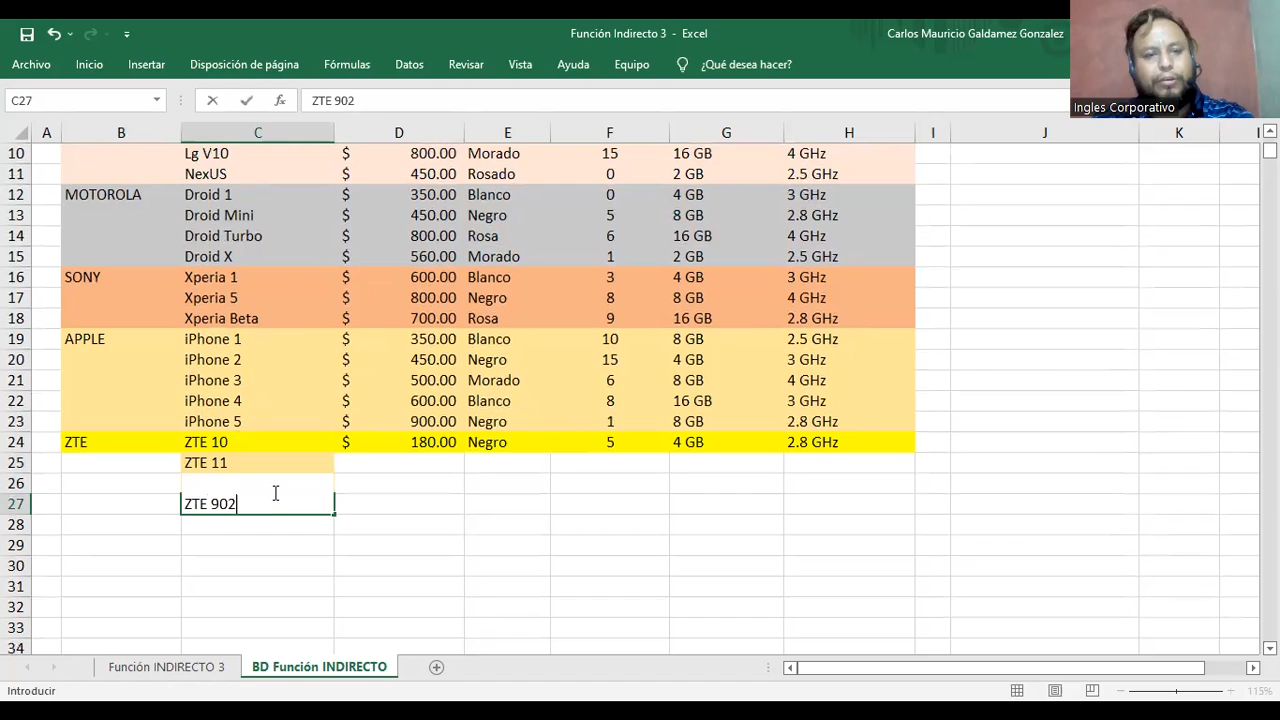 Función Indirecto 3 - Excel
Carlos Mauricio Galdamez Gonzalez
Archivo Inicio Insertar Disposición de página Fórmulas Datos Revisar Vista Ayuda Equipo ¿Qué desea hacer?
Ingles Corporativo
C27 ZTE 902
A B C D E F G H I J K
10 Lg V10 $ 800.00 Morado 15 16 GB 4 GHz
11 NexUS $ 450.00 Rosado 0 2 GB 2.5 GHz
12 MOTOROLA Droid 1 $ 350.00 Blanco 0 4 GB 3 GHz
13 Droid Mini $ 450.00 Negro 5 8 GB 2.8 GHz
14 Droid Turbo $ 800.00 Rosa 6 16 GB 4 GHz
15 Droid X $ 560.00 Morado 1 2 GB 2.5 GHz
16 SONY Xperia 1 $ 600.00 Blanco 3 4 GB 3 GHz
17 Xperia 5 $ 800.00 Negro 8 8 GB 4 GHz
18 Xperia Beta $ 700.00 Rosa 9 16 GB 2.8 GHz
19 APPLE iPhone 1 $ 350.00 Blanco 10 8 GB 2.5 GHz
20 iPhone 2 $ 450.00 Negro 15 4 GB 3 GHz
21 iPhone 3 $ 500.00 Morado 6 8 GB 4 GHz
22 iPhone 4 $ 600.00 Blanco 8 16 GB 3 GHz
23 iPhone 5 $ 900.00 Negro 1 8 GB 2.8 GHz
24 ZTE ZTE 10 $ 180.00 Negro 5 4 GB 2.8 GHz
25 ZTE 11
26
27 ZTE 902
28
29
30
31
32
33
34
Función INDIRECTO 3 BD Función INDIRECTO
Introducir 115%